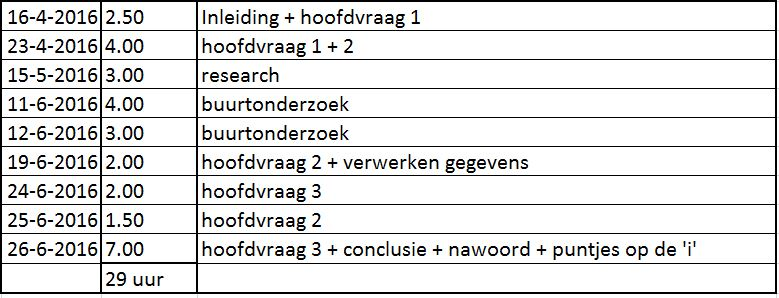 16-4-2016 2.50 Inleiding + hoofdvraag 1
23-4-2016 4.00 hoofdvraag 1 + 2
15-5-2016 3.00 research
11-6-2016 4.00 buurtonderzoek
12-6-2016 3.00 buurtonderzoek
19-6-2016 2.00 hoofdvraag 2 + verwerken gegevens
24-6-2016 2.00 hoofdvraag 3
25-6-2016 1.50 hoofdvraag 2
26-6-2016 7.00 hoofdvraag 3 + conclusie + nawoord + puntjes op de 'i'
29 uur